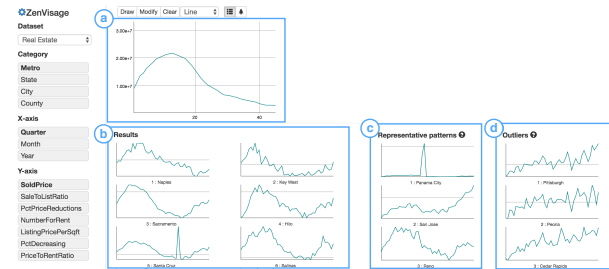 ZenVisage
Dataset
Real Estate
Category
Metro
State
City
County
X-axis
Quarter
Month
Year
Y-axis
SoldPrice
SaleToListRatio
PctPriceReductions
NumberForRent
ListingPricePerSqft
PctDecreasing
PriceToRentRatio
Draw Modify Clear Line
a
3.00e+7
2.00e+7
1.00e+7
20 40
b
Results
1 : Naples 2 : Key West
3 : Sacramento 4 : Hilo
5 : Santa Cruz 6 : Salinas
c
Representative patterns ?
1 : Panama City
2 : San Jose
3 : Reno
d
Outliers ?
1 : Pittsburgh
2 : Peoria
3 : Cedar Rapids